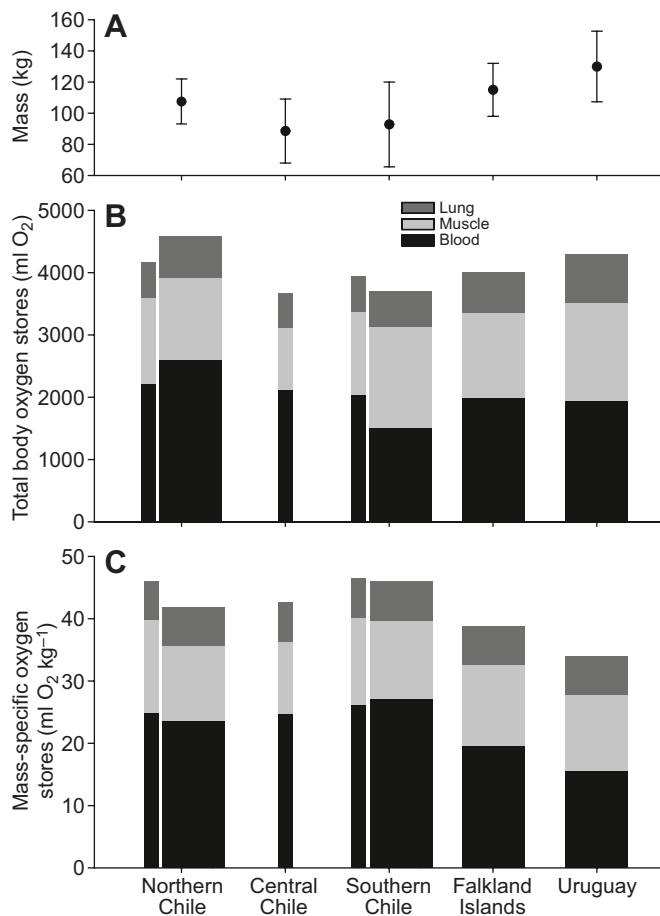 A
160
140
120
100
80
60
Mass (kg)
B
5000
4000
3000
2000
1000
0
Total body oxygen stores (ml O₂)
Lung
Muscle
Blood
C
50
40
30
20
10
0
Mass-specific oxygen
stores (ml O₂ kg⁻¹)
Northern
Chile
Central
Chile
Southern
Chile
Falkland
Islands
Uruguay